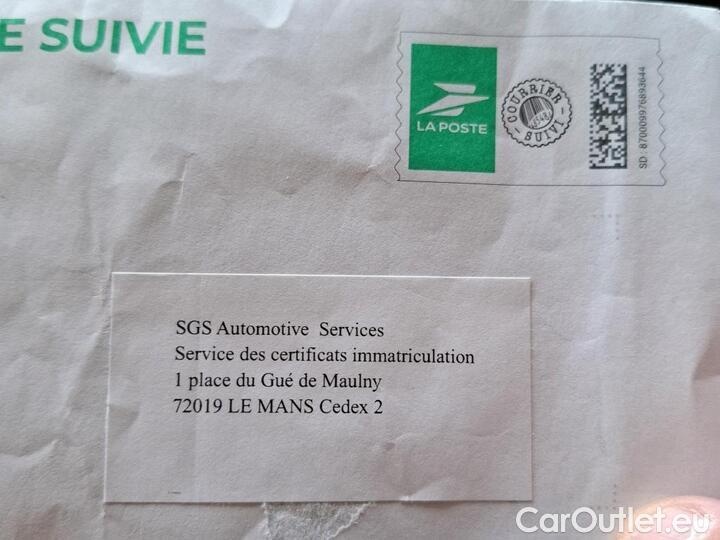 E SUIVIE
LA POSTE
COURRIER
SUIVI
SD : 870009976893644
SGS Automotive Services
Service des certificats immatriculation
1 place du Gué de Maulny
72019 LE MANS Cedex 2
CarOutlet.eu